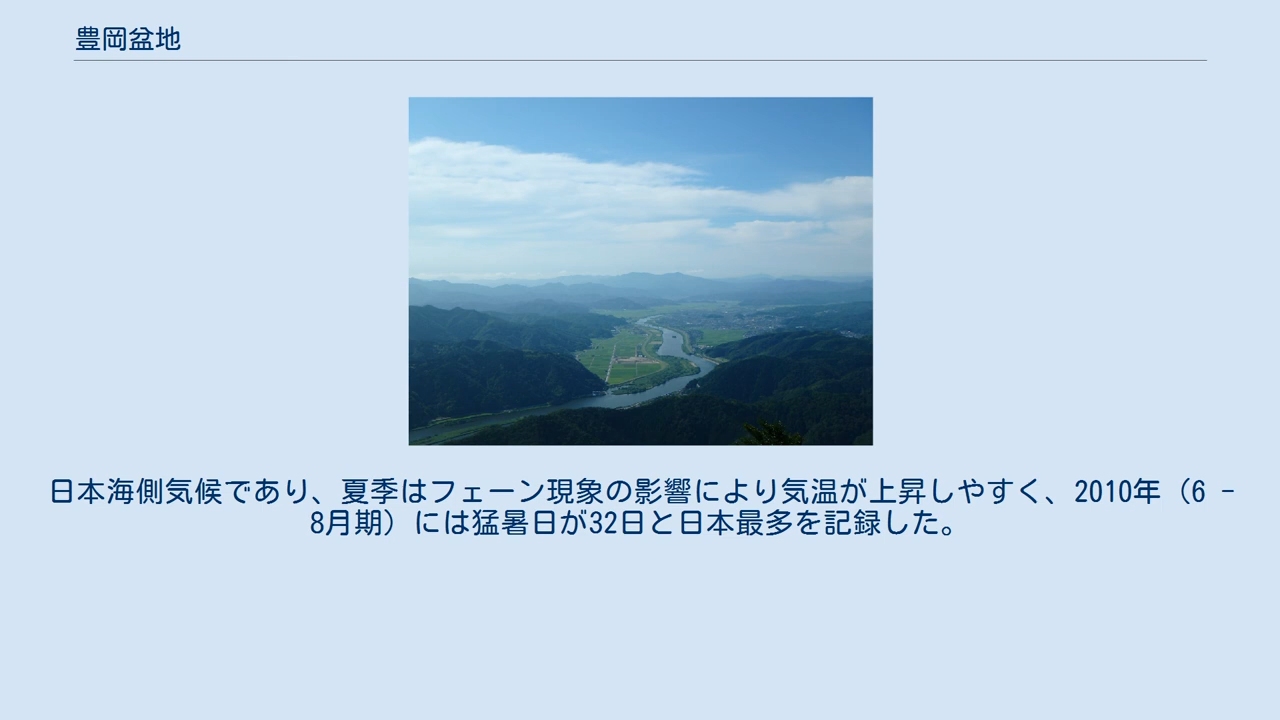 豊岡盆地
日本海側気候であり、夏季はフェーン現象の影響により気温が上昇しやすく、2010年（6 -
8月期）には猛暑日が32日と日本最多を記録した。